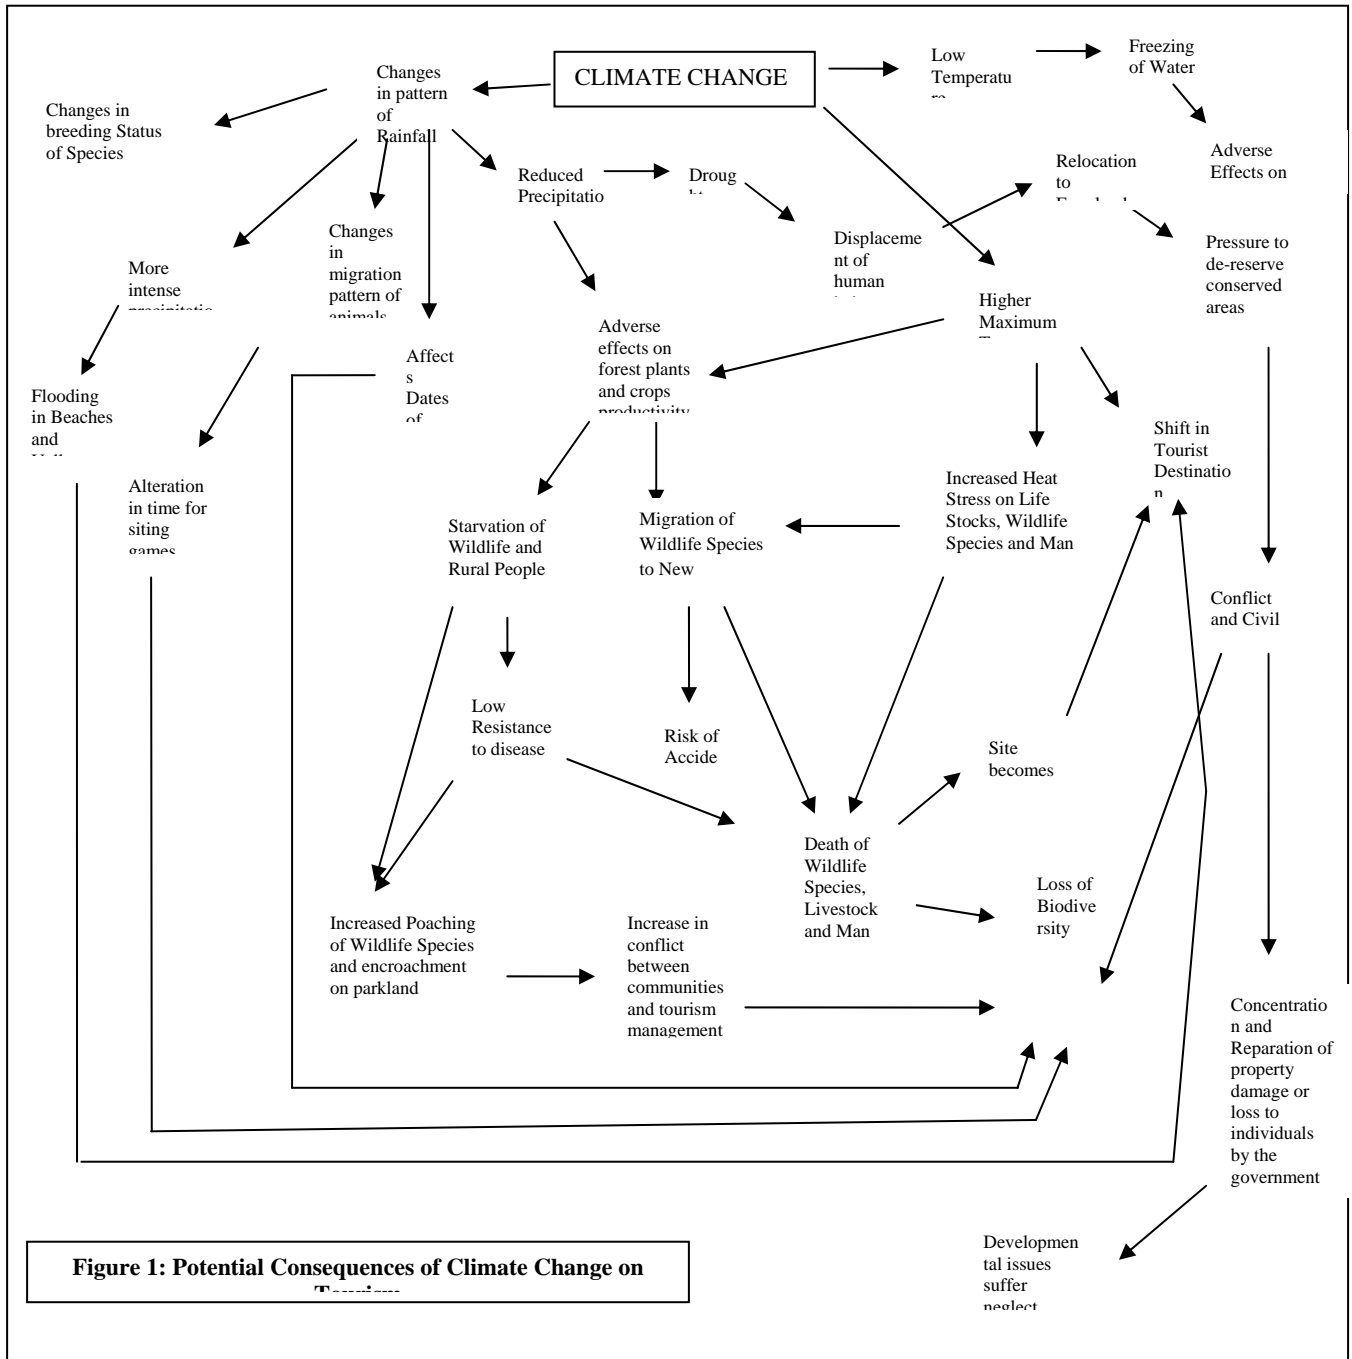 CLIMATE CHANGE
Low
Temperatu
Freezing
of Water
Changes
in pattern
of
Rainfall
Changes in
breeding Status
of Species
Adverse
Effects on
Relocation
to
Reduced
Precipitatio
Droug
Displaceme
nt of
human
Pressure to
de-reserve
conserved
areas
Changes
in
migration
pattern of
animals
More
intense
precipitatio
Higher
Maximum
Adverse
effects on
forest plants
and crops
productivity
Affect
s
Dates
of
Flooding
in Beaches
and
Shift in
Tourist
Destinatio
n
Alteration
in time for
siting
games
Increased Heat
Stress on Life
Stocks, Wildlife
Species and Man
Starvation of
Wildlife and
Rural People
Migration of
Wildlife Species
to New
Conflict
and Civil
Low
Resistance
to disease
Risk of
Accide
Site
becomes
Death of
Wildlife
Species,
Livestock
and Man
Loss of
Biodive
rsity
Increased Poaching
of Wildlife Species
and encroachment
on parkland
Increase in
conflict
between
communities
and tourism
management
Concentratio
n and
Reparation of
property
damage or
loss to
individuals
by the
government
Developmen
tal issues
suffer
neglect
Figure 1: Potential Consequences of Climate Change on